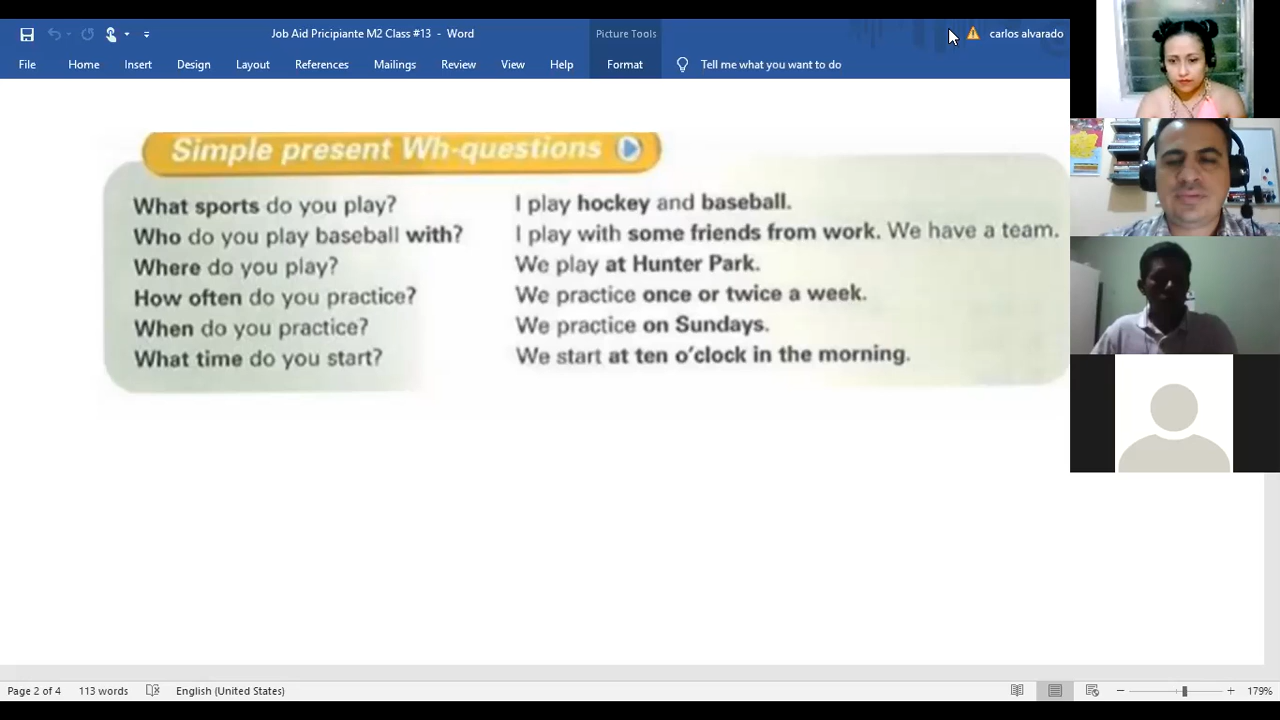 Job Aid Pricipiante M2 Class #13 - Word
Picture Tools
carlos alvarado
File Home Insert Design Layout References Mailings Review View Help Format Tell me what you want to do
Simple present Wh-questions
What sports do you play? I play hockey and baseball.
Who do you play baseball with? I play with some friends from work. We have a team.
Where do you play? We play at Hunter Park.
How often do you practice? We practice once or twice a week.
When do you practice? We practice on Sundays.
What time do you start? We start at ten o'clock in the morning.
Page 2 of 4 113 words English (United States) 179%